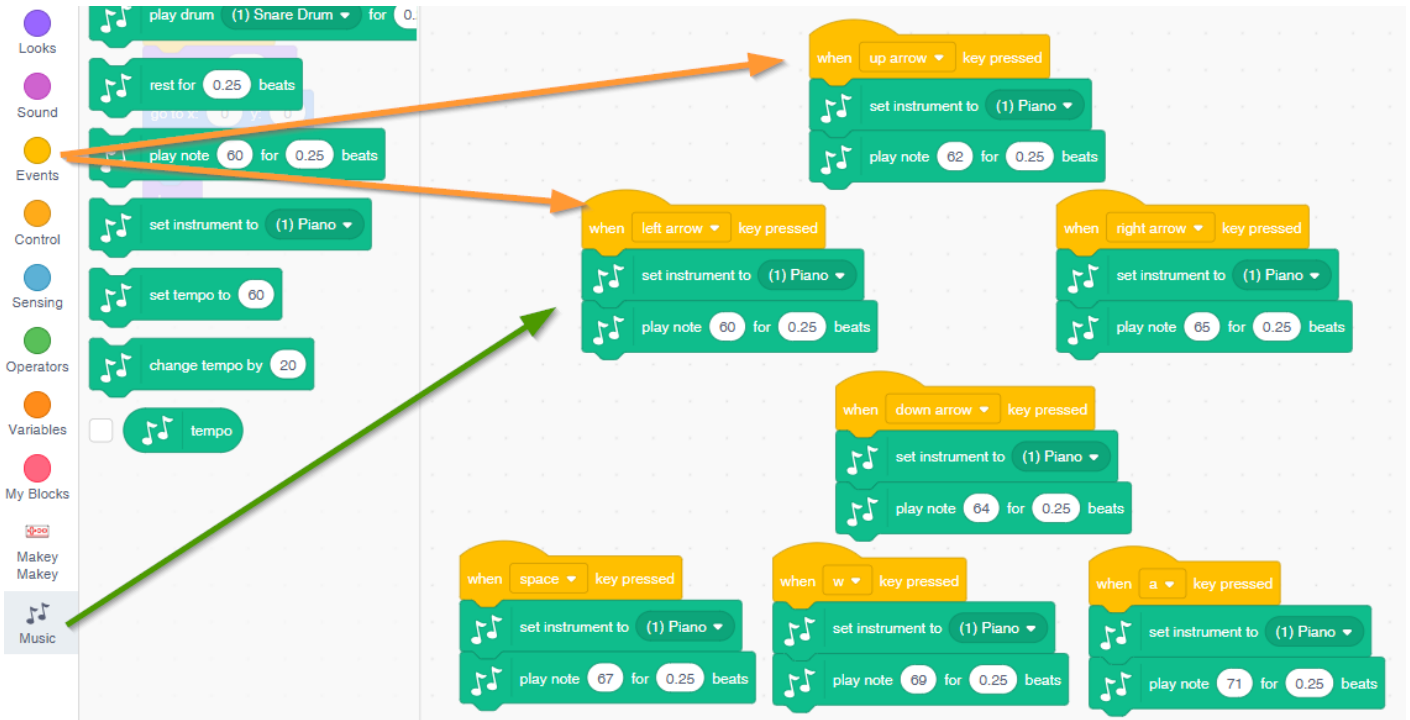 Looks
Sound
Events
Control
Sensing
Operators
Variables
My Blocks
Makey
Makey
Music
play drum (1) Snare Drum for 0.
rest for 0.25 beats
go to x: 0 y: 0
play note 60 for 0.25 beats
set instrument to (1) Piano
set tempo to 60
change tempo by 20
tempo
when up arrow key pressed
set instrument to (1) Piano
play note 62 for 0.25 beats
when left arrow key pressed
set instrument to (1) Piano
play note 60 for 0.25 beats
when right arrow key pressed
set instrument to (1) Piano
play note 65 for 0.25 beats
when down arrow key pressed
set instrument to (1) Piano
play note 64 for 0.25 beats
when space key pressed
set instrument to (1) Piano
play note 67 for 0.25 beats
when w key pressed
set instrument to (1) Piano
play note 69 for 0.25 beats
when a key pressed
set instrument to (1) Piano
play note 71 for 0.25 beats